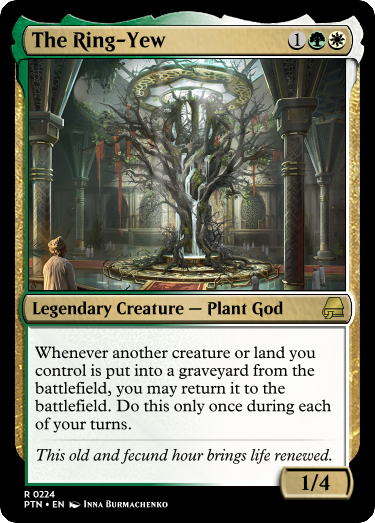 The Ring-Yew 1
Legendary Creature — Plant God
Whenever another creature or land you
control is put into a graveyard from the
battlefield, you may return it to the
battlefield. Do this only once during each
of your turns.
This old and fecund hour brings life renewed.
1/4
R 0224
PTN • EN Inna Burmachenko